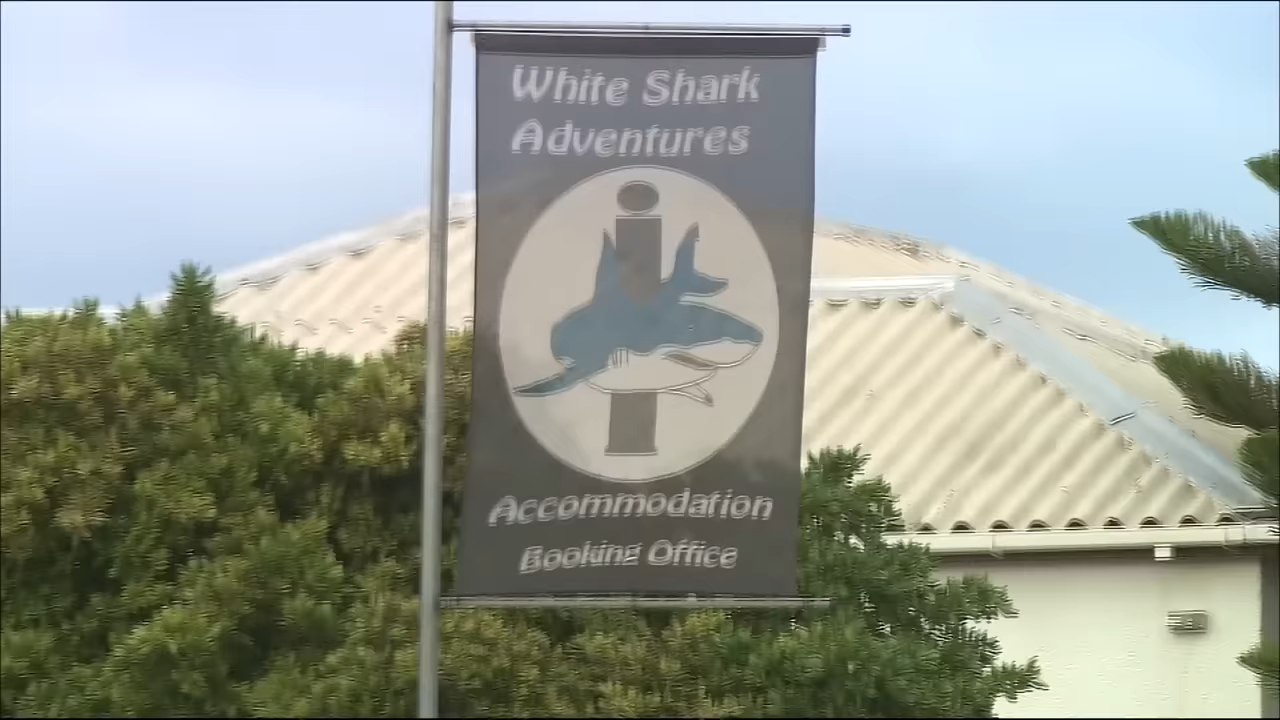 White Shark
Adventures
i
Accommodation
Booking Office